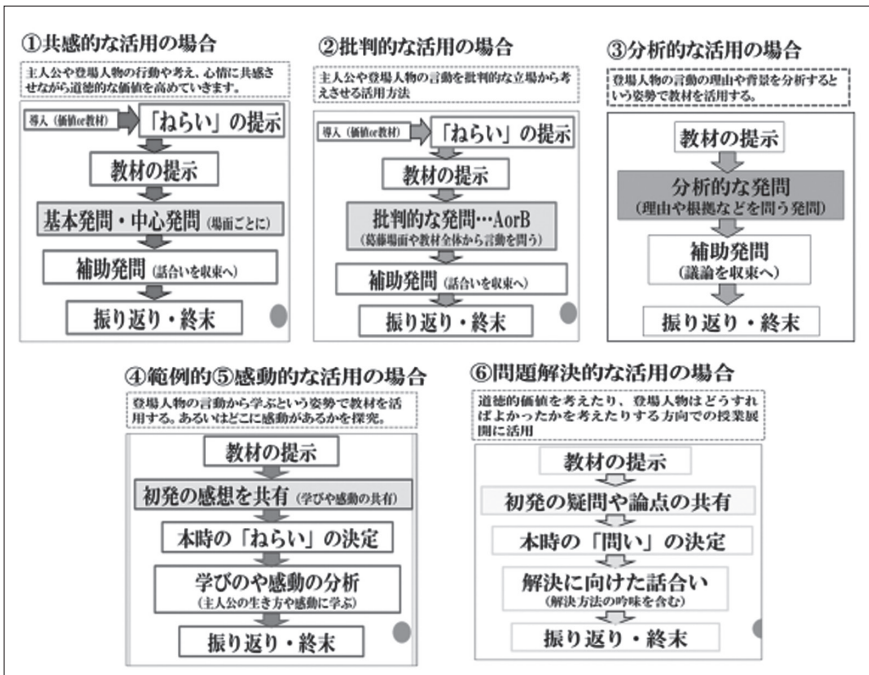 ①共感的な活用の場合
主人公や登場人物の行動や考え、心情に共感さ
せながら道徳的な価値を高めていきます。
導入（価値or教材）
「ねらい」の提示
教材の提示
基本発問・中心発問（場面ごとに）
補助発問（話合いを収束へ）
振り返り・終末
②批判的な活用の場合
主人公や登場人物の言動を批判的な立場から考
えさせる活用方法
導入（価値or教材）
「ねらい」の提示
教材の提示
批判的な発問…AorB
（葛藤場面や教材全体から言動を問う）
補助発問（話合いを収束へ）
振り返り・終末
③分析的な活用の場合
登場人物の言動の理由や背景を分析すると
いう姿勢で教材を活用する。
教材の提示
分析的な発問
（理由や根拠などを問う発問）
補助発問
（議論を収束へ）
振り返り・終末
④範例的⑤感動的な活用の場合
登場人物の言動から学ぶという姿勢で教材を活
用する。あるいはどこに感動があるかを探究。
教材の提示
初発の感想を共有（学びや感動の共有）
本時の「ねらい」の決定
学びのや感動の分析
（主人公の生き方や感動に学ぶ）
振り返り・終末
⑥問題解決的な活用の場合
道徳的価値を考えたり、登場人物はどうすれ
ばよかったかを考えたりする方向での授業展
開に活用
教材の提示
初発の疑問や論点の共有
本時の「問い」の決定
解決に向けた話合い
（解決方法の吟味を含む）
振り返り・終末